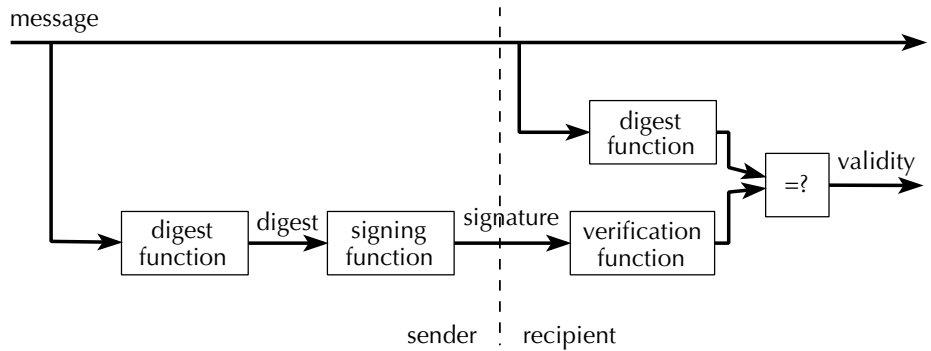 message
digest
function
=?
validity
digest
function
digest
signing
function
signature
verification
function
sender
recipient